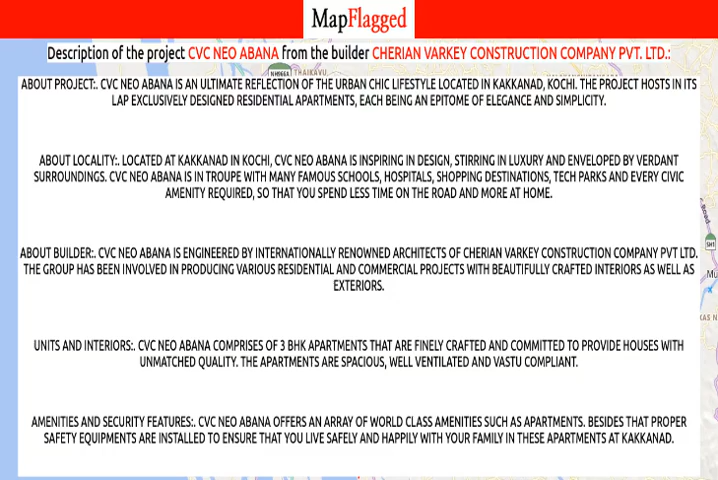 MapFlagged
Description of the project CVC NEO ABANA from the builder CHERIAN VARKEY CONSTRUCTION COMPANY PVT. LTD.:
ABOUT PROJECT:. CVC NEO ABANA IS AN ULTIMATE REFLECTION OF THE URBAN CHIC LIFESTYLE LOCATED IN KAKKANAD, KOCHI. THE PROJECT HOSTS IN ITS
LAP EXCLUSIVELY DESIGNED RESIDENTIAL APARTMENTS, EACH BEING AN EPITOME OF ELEGANCE AND SIMPLICITY.
ABOUT LOCALITY:. LOCATED AT KAKKANAD IN KOCHI, CVC NEO ABANA IS INSPIRING IN DESIGN, STIRRING IN LUXURY AND ENVELOPED BY VERDANT
SURROUNDINGS. CVC NEO ABANA IS IN TROUPE WITH MANY FAMOUS SCHOOLS, HOSPITALS, SHOPPING DESTINATIONS, TECH PARKS AND EVERY CIVIC
AMENITY REQUIRED, SO THAT YOU SPEND LESS TIME ON THE ROAD AND MORE AT HOME.
SH1
ABOUT BUILDER:. CVC NEO ABANA IS ENGINEERED BY INTERNATIONALLY RENOWNED ARCHITECTS OF CHERIAN VARKEY CONSTRUCTION COMPANY PVT LTD.
THE GROUP HAS BEEN INVOLVED IN PRODUCING VARIOUS RESIDENTIAL AND COMMERCIAL PROJECTS WITH BEAUTIFULLY CRAFTED INTERIORS AS WELL AS
EXTERIORS.
UNITS AND INTERIORS:. CVC NEO ABANA COMPRISES OF 3 BHK APARTMENTS THAT ARE FINELY CRAFTED AND COMMITTED TO PROVIDE HOUSES WITH
UNMATCHED QUALITY. THE APARTMENTS ARE SPACIOUS, WELL VENTILATED AND VASTU COMPLIANT.
AMENITIES AND SECURITY FEATURES:. CVC NEO ABANA OFFERS AN ARRAY OF WORLD CLASS AMENITIES SUCH AS APARTMENTS. BESIDES THAT PROPER
SAFETY EQUIPMENTS ARE INSTALLED TO ENSURE THAT YOU LIVE SAFELY AND HAPPILY WITH YOUR FAMILY IN THESE APARTMENTS AT KAKKANAD.